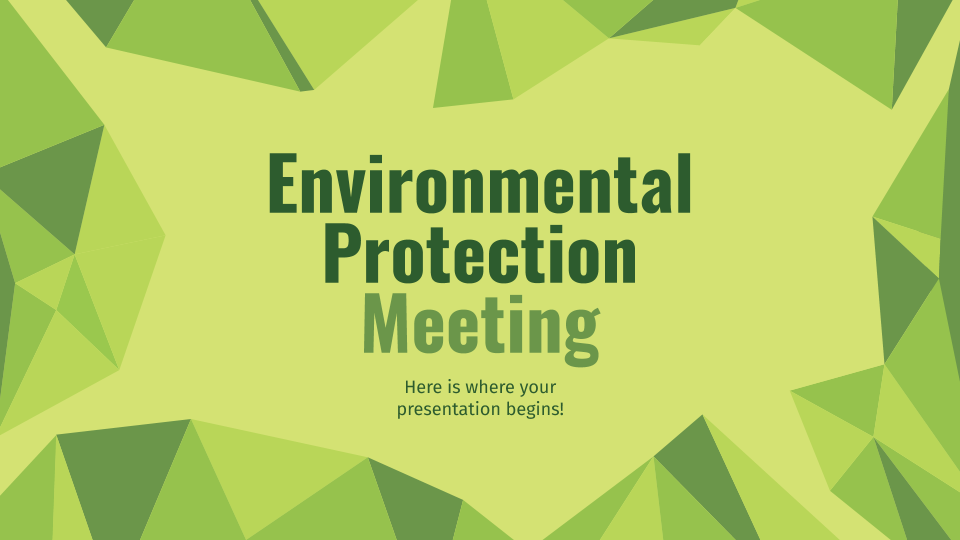 Environmental
Protection
Meeting
Here is where your
presentation begins!